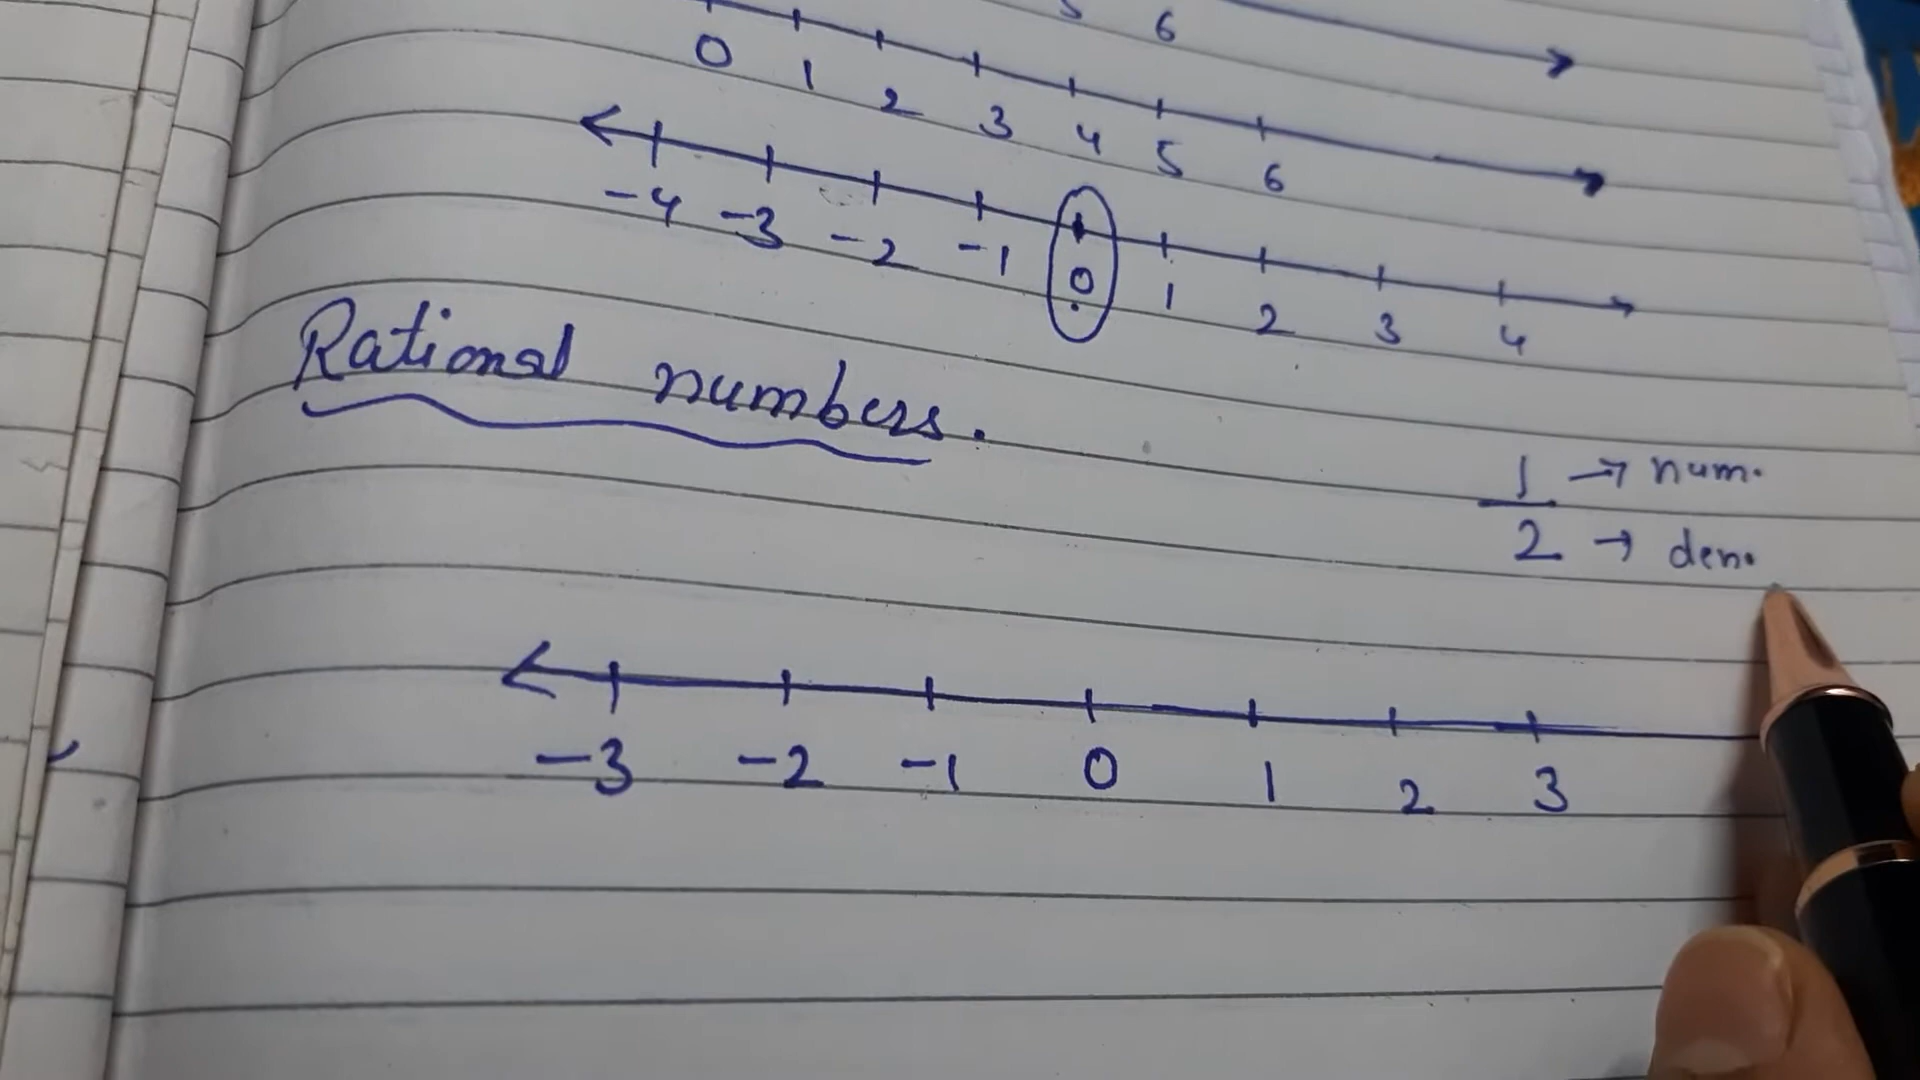 5 6
0 1 2 3 4 5 6
-4 -3 -2 -1 0 1 2 3 4
Rational numbers.
1 → num.
2 → den.
-3 -2 -1 0 1 2 3